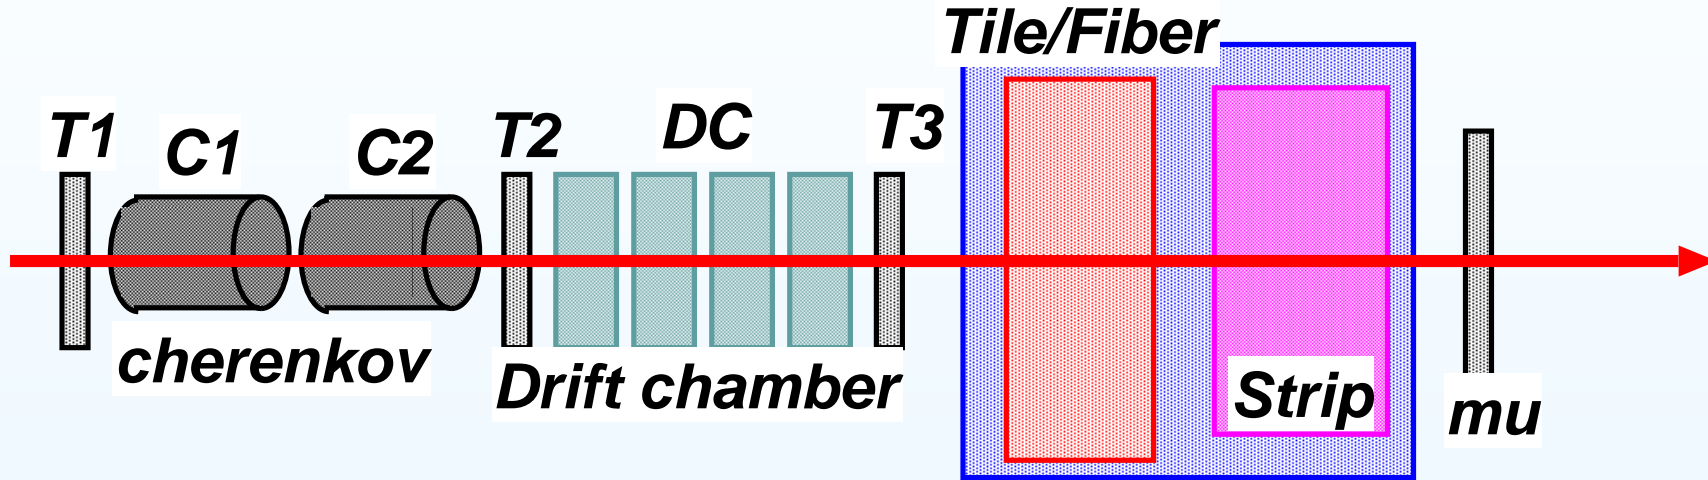 Tile/Fiber
T1
C1
C2
T2
DC
T3
cherenkov
Drift chamber
Strip
mu